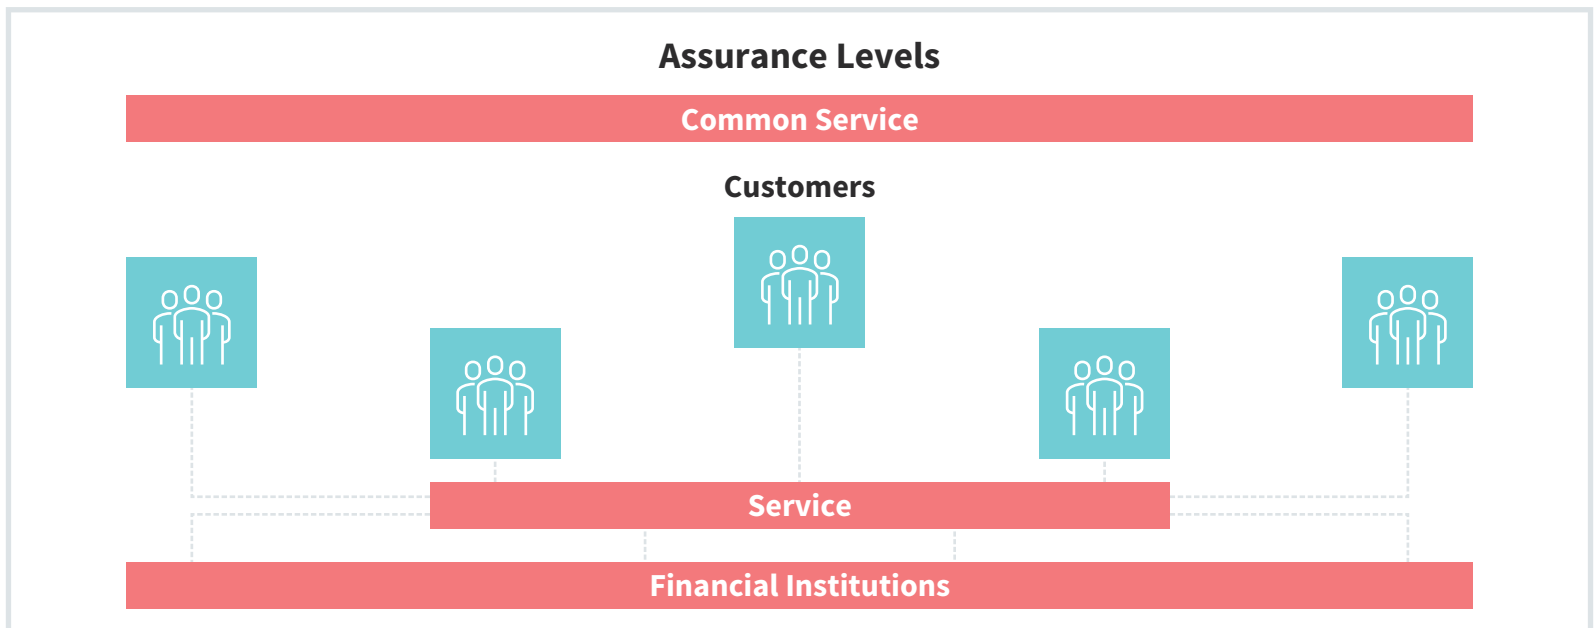 Assurance Levels
Common Service
Customers
Service
Financial Institutions